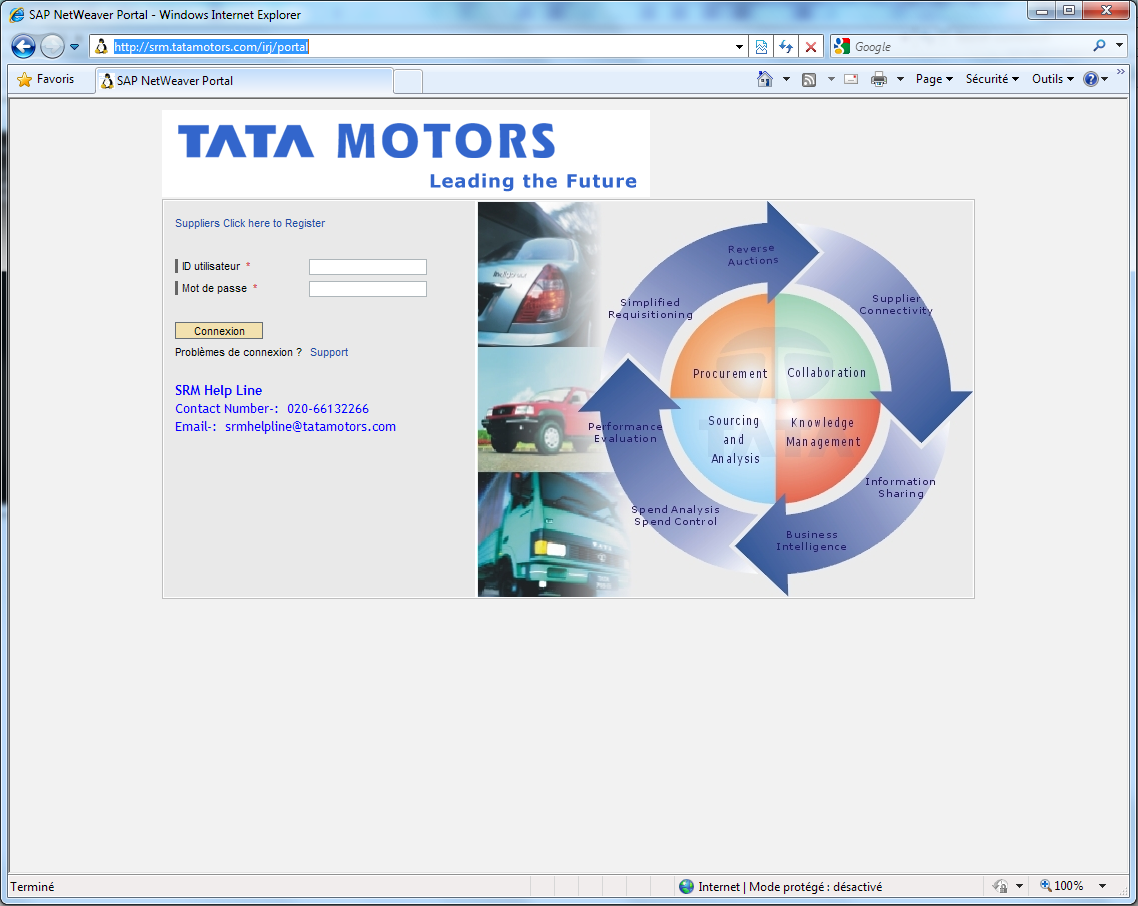 SAP NetWeaver Portal - Windows Internet Explorer
http://srm.tatamotors.com/irj/portal
Google
Favoris
SAP NetWeaver Portal
Page
Sécurité
Outils
TATA MOTORS
Leading the Future
Suppliers Click here to Register
ID utilisateur *
Mot de passe *
Connexion
Problèmes de connexion ? Support
SRM Help Line
Contact Number-: 020-66132266
Email-: srmhelpline@tatamotors.com
Reverse
Auctions
Simplified
Requisitioning
Supplier
Connectivity
Procurement
Collaboration
Sourcing
and
Analysis
Knowledge
Management
Performance
Evaluation
Information
Sharing
Spend Analysis
Spend Control
Business
Intelligence
TATA
Terminé
Internet | Mode protégé : désactivé
100%